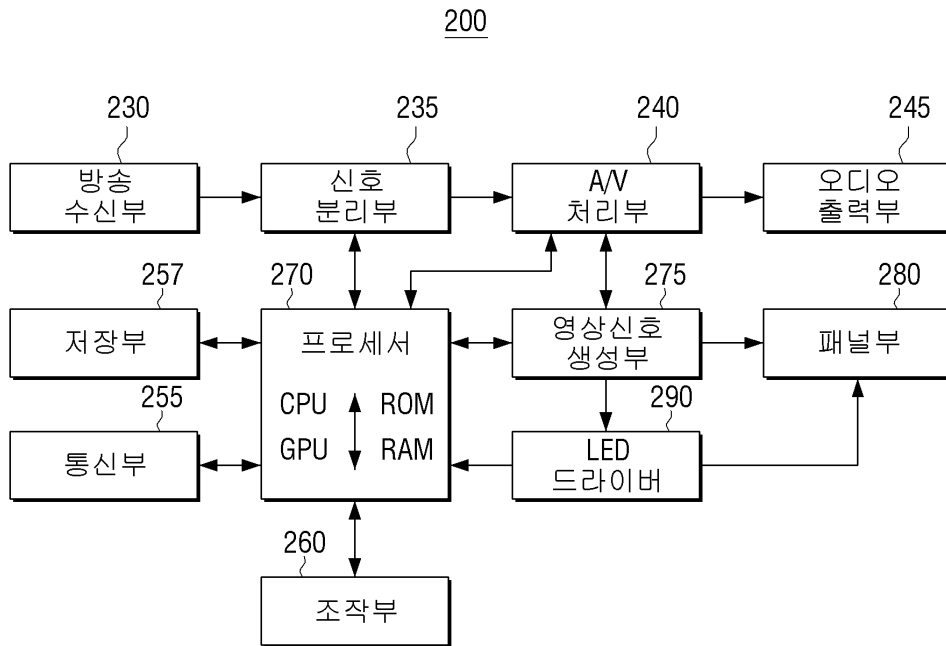 200
230
235
240
245
방송
수신부
신호
분리부
A/V
처리부
오디오
출력부
257
270
275
280
저장부
프로세서
영상신호
생성부
패널부
CPU
ROM
GPU
RAM
255
290
통신부
LED
드라이버
260
조작부